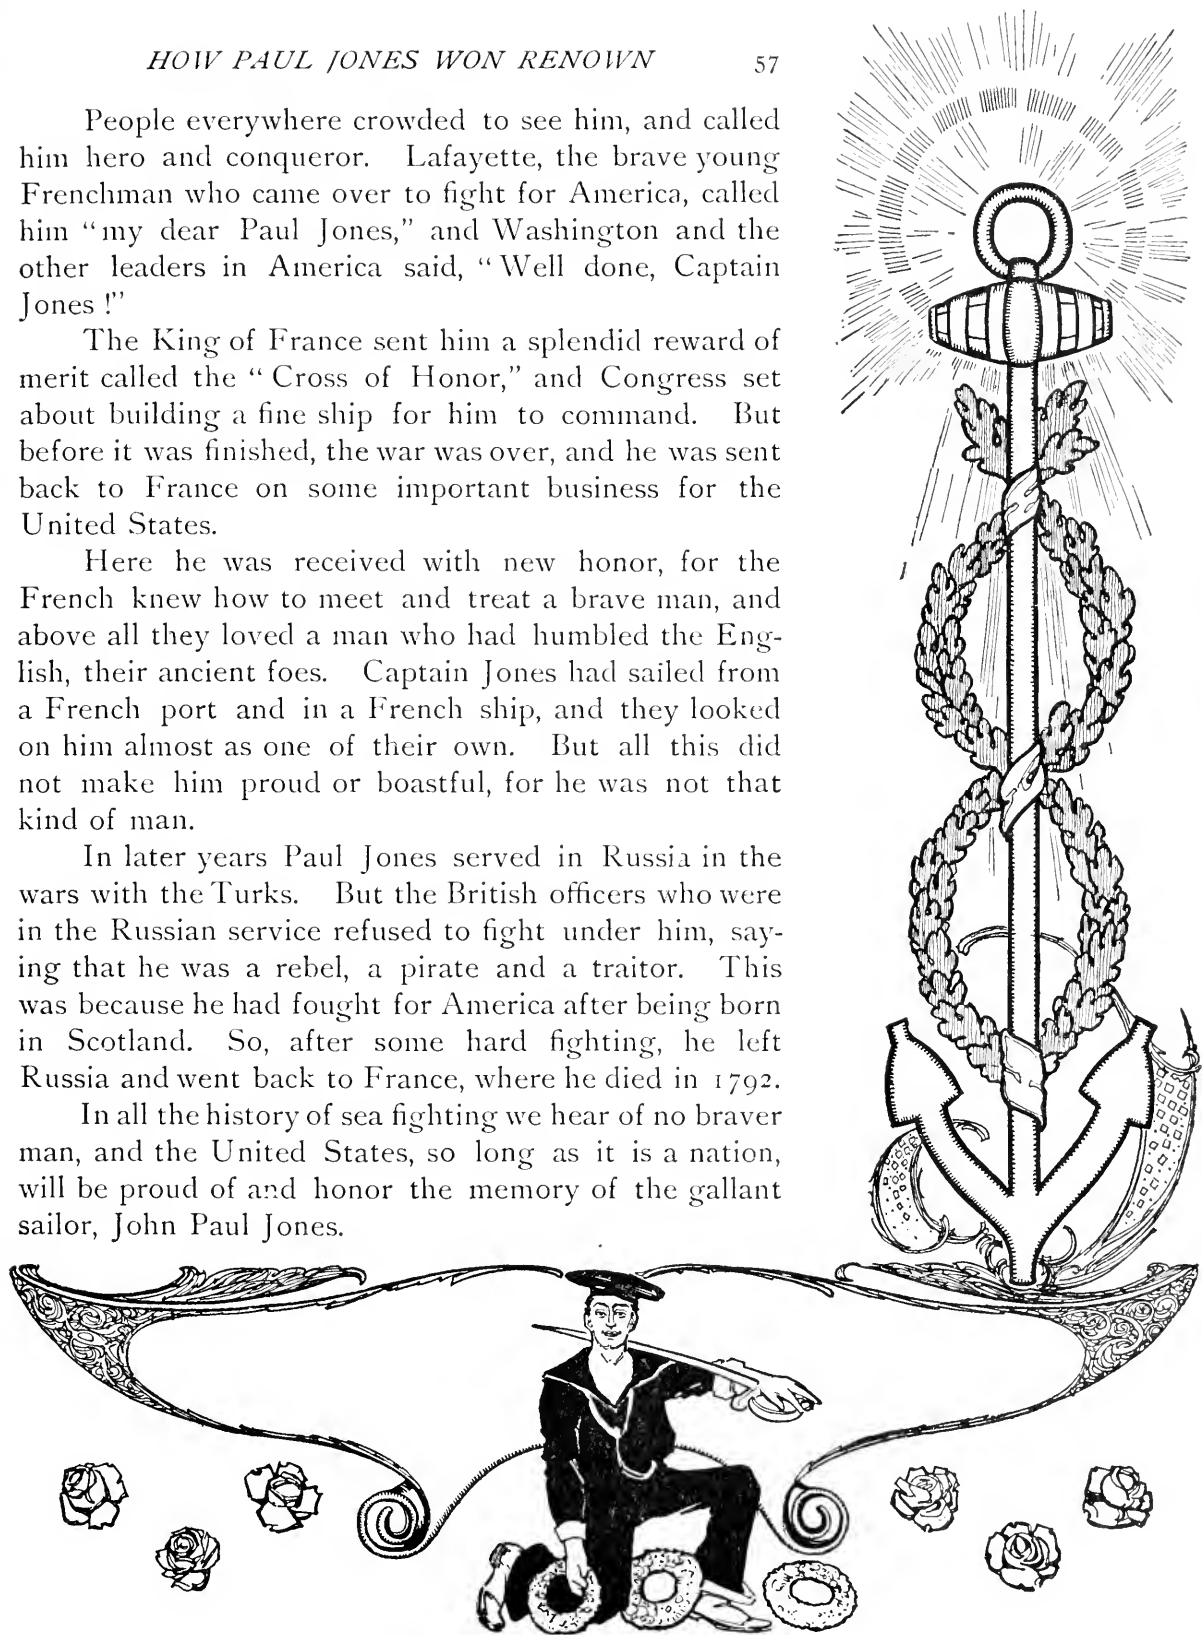 HOW PAUL JONES WON RENOWN 57
People everywhere crowded to see him, and called
him hero and conqueror. Lafayette, the brave young
Frenchman who came over to fight for America, called
him “my dear Paul Jones,” and Washington and the
other leaders in America said, “Well done, Captain
Jones!”
The King of France sent him a splendid reward of
merit called the “Cross of Honor,” and Congress set
about building a fine ship for him to command. But
before it was finished, the war was over, and he was sent
back to France on some important business for the
United States.
Here he was received with new honor, for the
French knew how to meet and treat a brave man, and
above all they loved a man who had humbled the Eng-
lish, their ancient foes. Captain Jones had sailed from
a French port and in a French ship, and they looked
on him almost as one of their own. But all this did
not make him proud or boastful, for he was not that
kind of man.
In later years Paul Jones served in Russia in the
wars with the Turks. But the British officers who were
in the Russian service refused to fight under him, say-
ing that he was a rebel, a pirate and a traitor. This
was because he had fought for America after being born
in Scotland. So, after some hard fighting, he left
Russia and went back to France, where he died in 1792.
In all the history of sea fighting we hear of no braver
man, and the United States, so long as it is a nation,
will be proud of and honor the memory of the gallant
sailor, John Paul Jones.